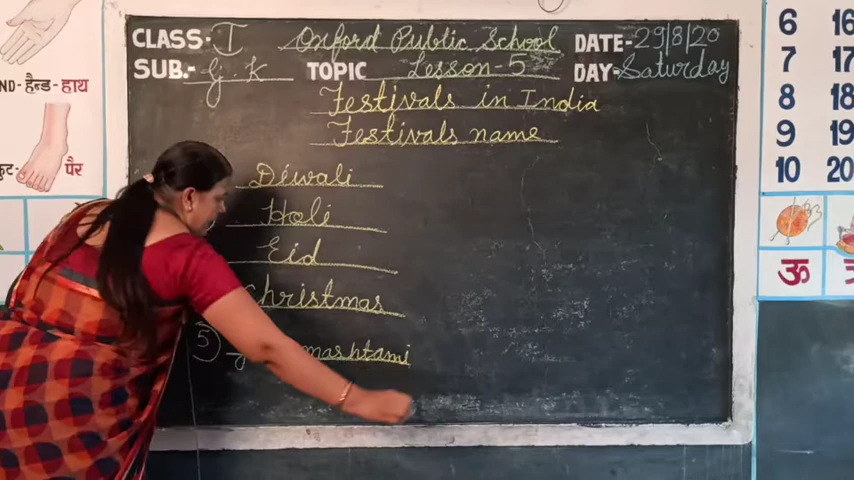 CLASS : I Oxford Public School DATE - 29/8/20
SUB. - G.K TOPIC Lesson - 5 DAY - Saturday
Festivals in India
Festivals name
Diwali
Holi
Eid
Christmas
5 mashtami
हैण्ड - हाथ
पैर
6 16
7 17
8 18
9 19
10 20
ॐ